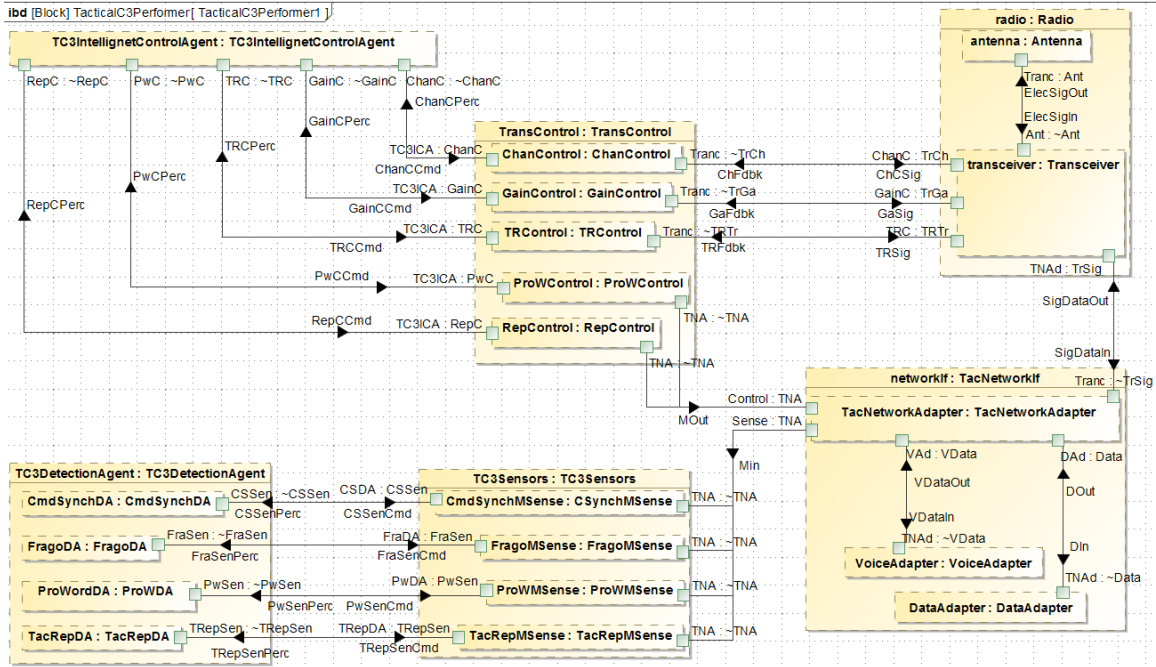 ibd [Block] TacticalC3Performer[ TacticalC3Performer1 ]
TC3IntellignetControlAgent : TC3IntellignetControlAgent
RepC : ~RepC
PwC : ~PwC
TRC : ~TRC
GainC : ~GainC
ChanC : ~ChanC
ChanCPerc
GainCPerc
TRCPerc
PwCPerc
RepCPerc
radio : Radio
antenna : Antenna
Tranc : Ant
ElecSigOut
ElecSigIn
Ant : ~Ant
transceiver : Transceiver
TransControl : TransControl
TC3ICA : ChanC
ChanCCmd
ChanControl : ChanControl
Tranc : ~TrCh
ChFdbk
ChanC : TrCh
ChCSig
TC3ICA : GainC
GainCCmd
GainControl : GainControl
Tranc : ~TrGa
GaFdbk
GainC : TrGa
GaSig
TC3ICA : TRC
TRCCmd
TRControl : TRControl
Tranc : ~TRTr
TRFdbk
TRC : TRTr
TRSig
TNAd : TrSig
PwCCmd
TC3ICA : PwC
ProWControl : ProWControl
TNA : ~TNA
SigDataOut
RepCCmd
TC3ICA : RepC
RepControl : RepControl
TNA : ~TNA
SigDataIn
networkIf : TacNetworkIf
Tranc : ~TrSig
Control : TNA
MOut
TacNetworkAdapter : TacNetworkAdapter
Sense : TNA
Min
VAd : VData
VDataOut
VDataIn
TNAd : ~VData
VoiceAdapter : VoiceAdapter
DAd : Data
DOut
DIn
TNAd : ~Data
DataAdapter : DataAdapter
TC3DetectionAgent : TC3DetectionAgent
TC3Sensors : TC3Sensors
CmdSynchDA : CmdSynchDA
CSSen : ~CSSen
CSSenPerc
CSDA : CSSen
CSSenCmd
CmdSynchMSense : CSynchMSense
TNA : ~TNA
FragoDA : FragoDA
FraSen : ~FraSen
FraSenPerc
FraDA : FraSen
FraSenCmd
FragoMSense : FragoMSense
TNA : ~TNA
ProWordDA : ProWDA
PwSen : ~PwSen
PwSenPerc
PwDA : PwSen
PwSenCmd
ProWMSense : ProWMSense
TNA : ~TNA
TacRepDA : TacRepDA
TRepSen : ~TRepSen
TRepSenPerc
TRepDA : TRepSen
TRepSenCmd
TacRepMSense : TacRepMSense
TNA : ~TNA